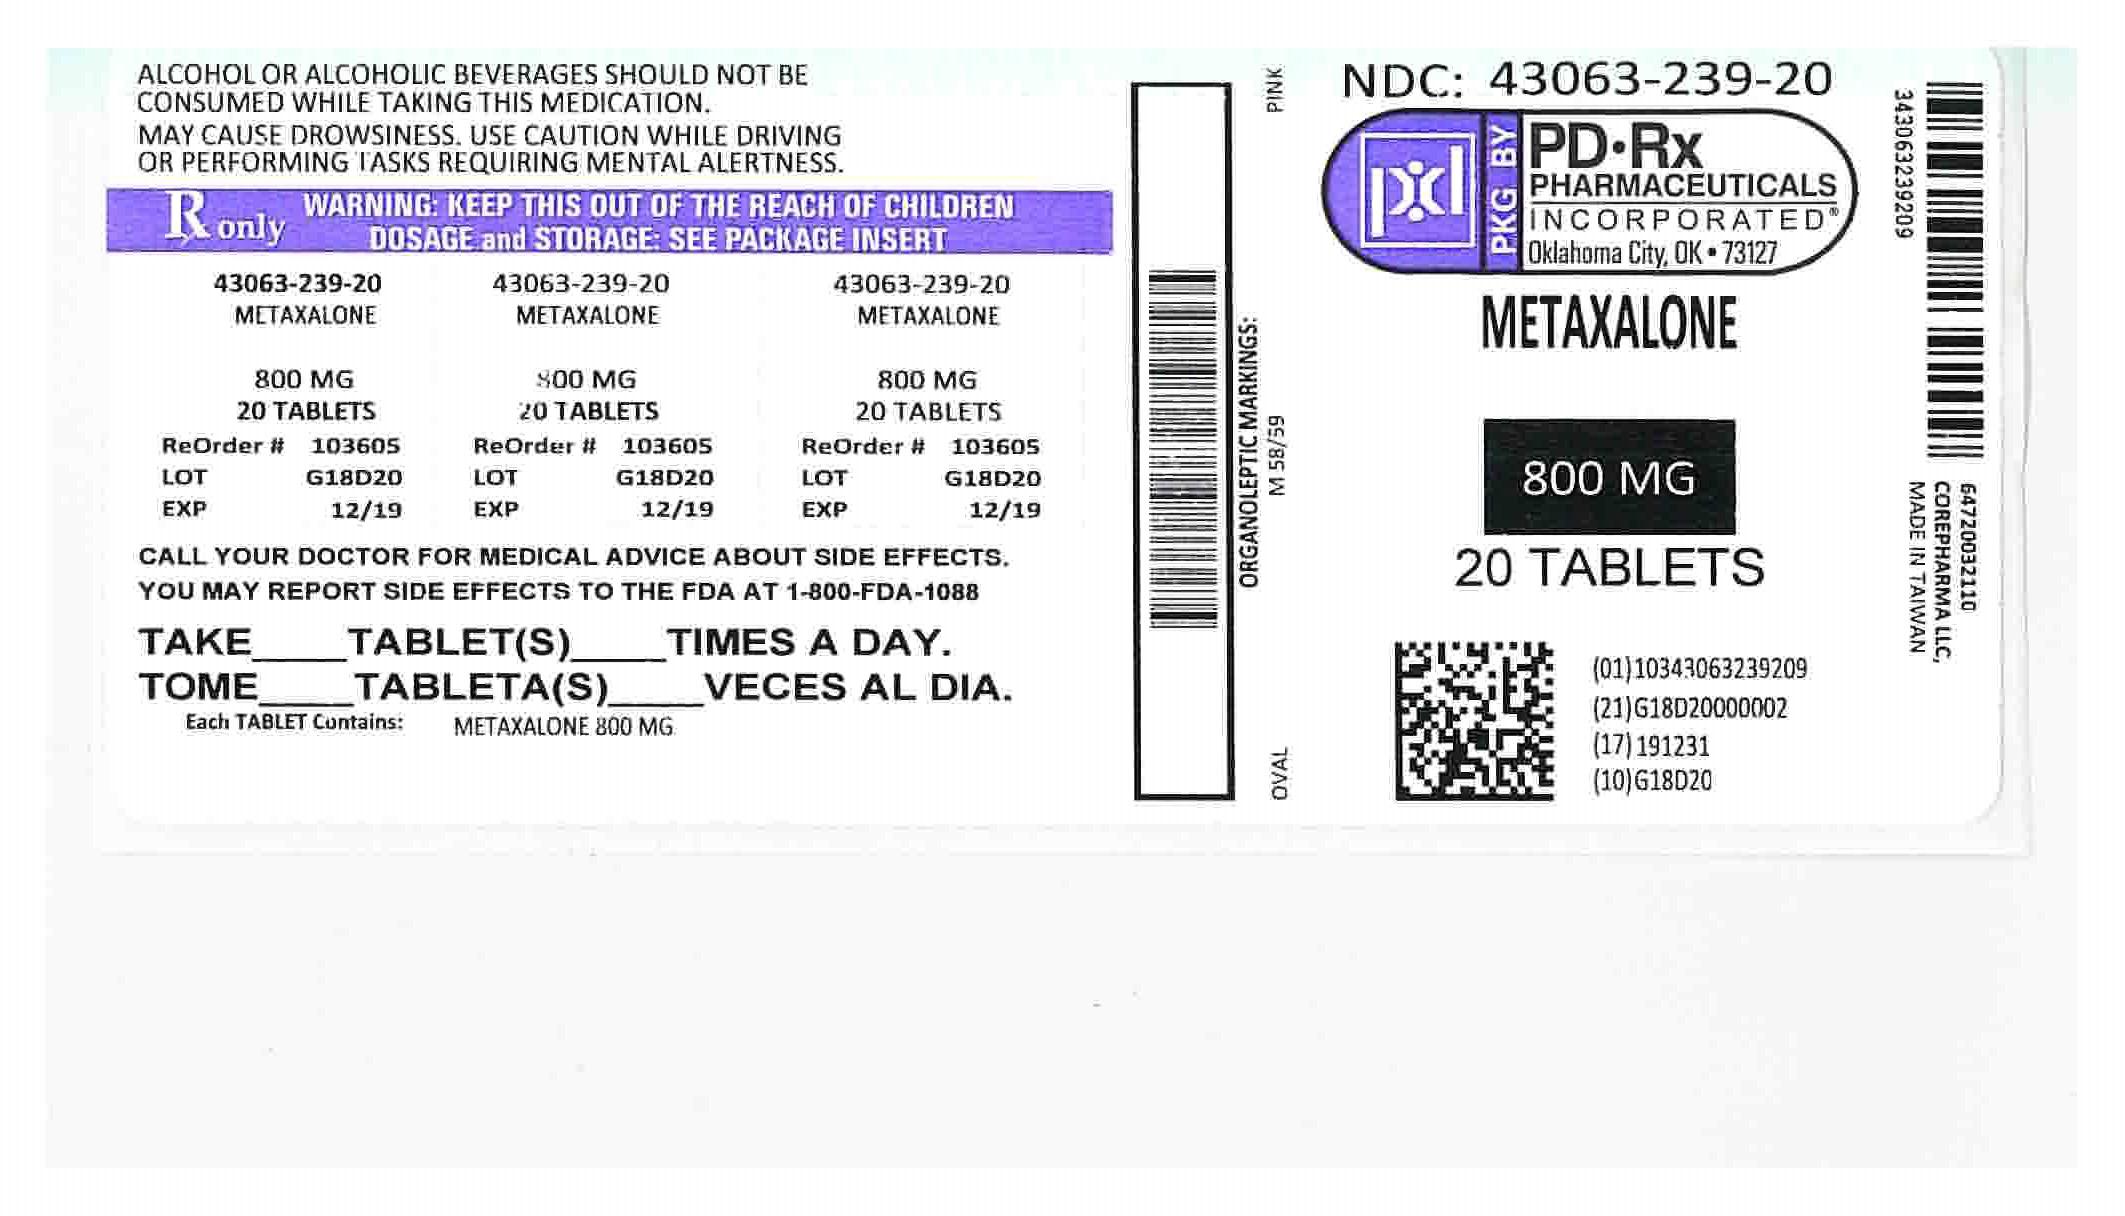 ALCOHOL OR ALCOHOLIC BEVERAGES SHOULD NOT BE
CONSUMED WHILE TAKING THIS MEDICATION.
MAY CAUSE DROWSINESS. USE CAUTION WHILE DRIVING
OR PERFORMING TASKS REQUIRING MENTAL ALERTNESS.
Rx only
WARNING: KEEP THIS OUT OF THE REACH OF CHILDREN
DOSAGE and STORAGE: SEE PACKAGE INSERT
43063-239-20 43063-239-20 43063-239-20
METAXALONE METAXALONE METAXALONE
800 MG 800 MG 800 MG
20 TABLETS 20 TABLETS 20 TABLETS
ReOrder # 103605 ReOrder # 103605 ReOrder # 103605
LOT G18D20 LOT G18D20 LOT G18D20
EXP 12/19 EXP 12/19 EXP 12/19
CALL YOUR DOCTOR FOR MEDICAL ADVICE ABOUT SIDE EFFECTS.
YOU MAY REPORT SIDE EFFECTS TO THE FDA AT 1-800-FDA-1088
TAKE____TABLET(S)____TIMES A DAY.
TOME____TABLETA(S)____VECES AL DIA.
Each TABLET Contains: METAXALONE 800 MG
ORGANOLEPTIC MARKINGS:
OVAL M 58/59 PINK
NDC: 43063-239-20
pd
PKG BY
PD•Rx
PHARMACEUTICALS
INCORPORATED®
Oklahoma City, OK • 73127
METAXALONE
800 MG
20 TABLETS
(01)10343063239209
(21)G18D20000002
(17)191231
(10)G18D20
343063239209
64720032110
COREPHARMA LLC,
MADE IN TAIWAN